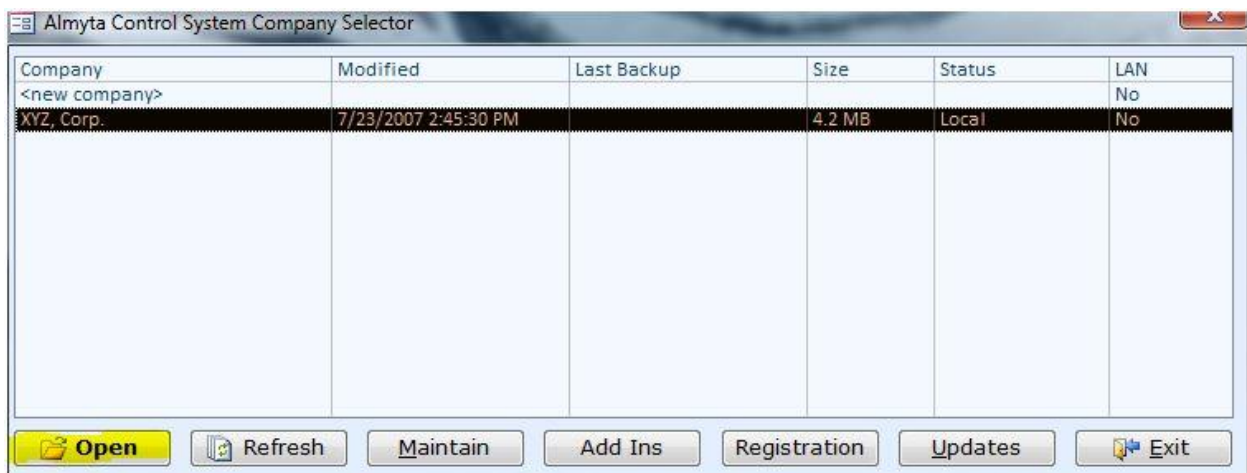 Almyta Control System Company Selector
Company Modified Last Backup Size Status LAN
<new company> No
XYZ, Corp. 7/23/2007 2:45:30 PM 4.2 MB Local No
Open Refresh Maintain Add Ins Registration Updates Exit